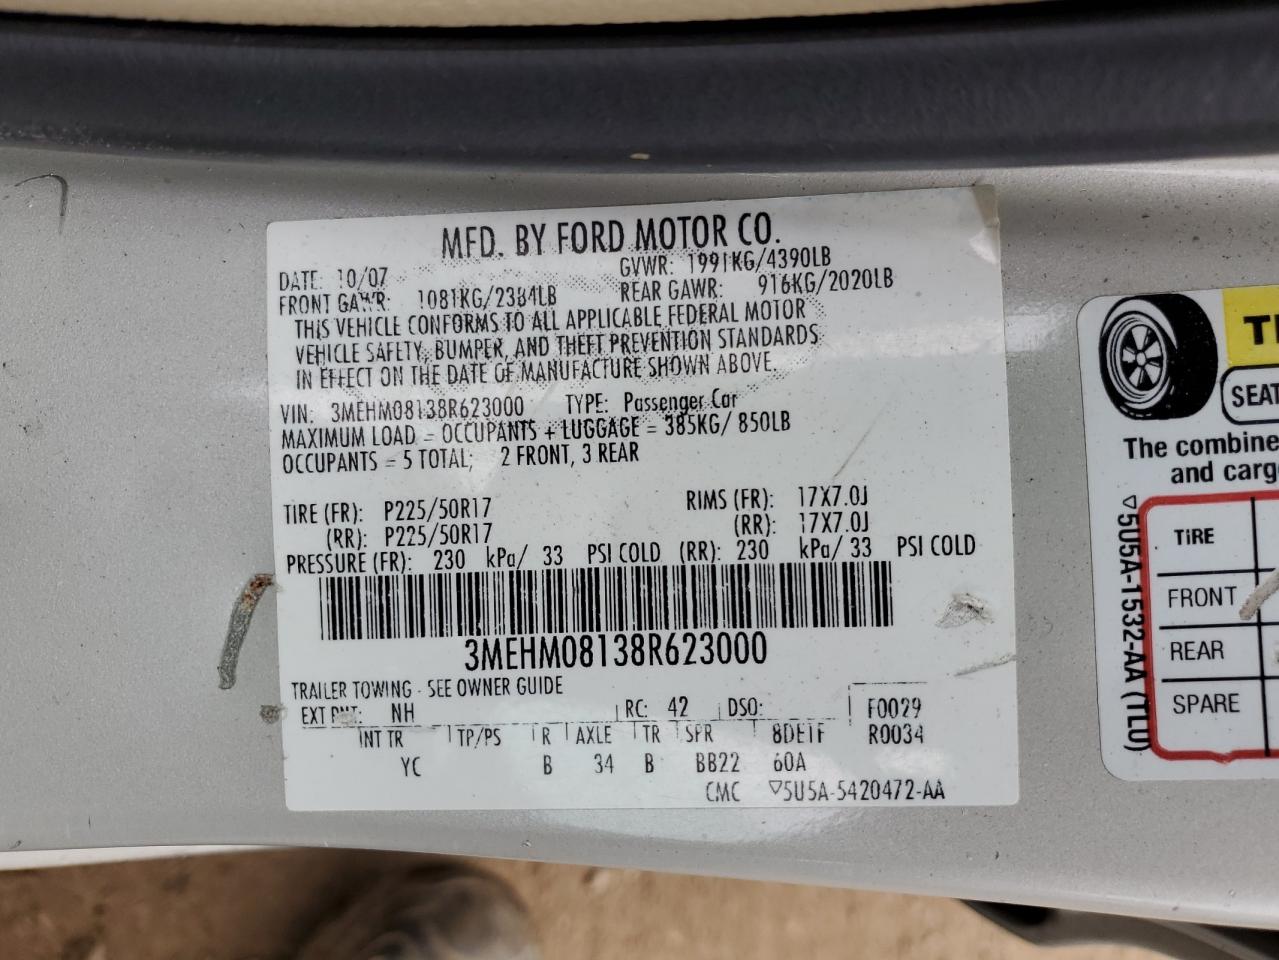 MFD. BY FORD MOTOR CO.
DATE: 10/07 GVWR: 1991KG/4390LB
FRONT GAWR: 1081KG/2384LB REAR GAWR: 916KG/2020LB
THIS VEHICLE CONFORMS TO ALL APPLICABLE FEDERAL MOTOR
VEHICLE SAFETY, BUMPER, AND THEFT PREVENTION STANDARDS
IN EFFECT ON THE DATE OF MANUFACTURE SHOWN ABOVE.
VIN: 3MEHM08138R623000 TYPE: Passenger Car
MAXIMUM LOAD = OCCUPANTS + LUGGAGE = 385KG/ 850LB
OCCUPANTS = 5 TOTAL; 2 FRONT, 3 REAR
TIRE (FR): P225/50R17 RIMS (FR): 17X7.0J
(RR): P225/50R17 (RR): 17X7.0J
PRESSURE (FR): 230 kPa/ 33 PSI COLD (RR): 230 kPa/ 33 PSI COLD
3MEHM08138R623000
TRAILER TOWING - SEE OWNER GUIDE
EXT PNT: NH RC: 42 DSO: F0029
INT TR TP/PS R AXLE TR SPR 8DE1F R0034
YC B 34 B BB22 60A
CMC ▽5U5A-5420472-AA
SEAT
The combine
and carg
TIRE
FRONT
REAR
SPARE
▽5U5A-1532-AA (TLU)